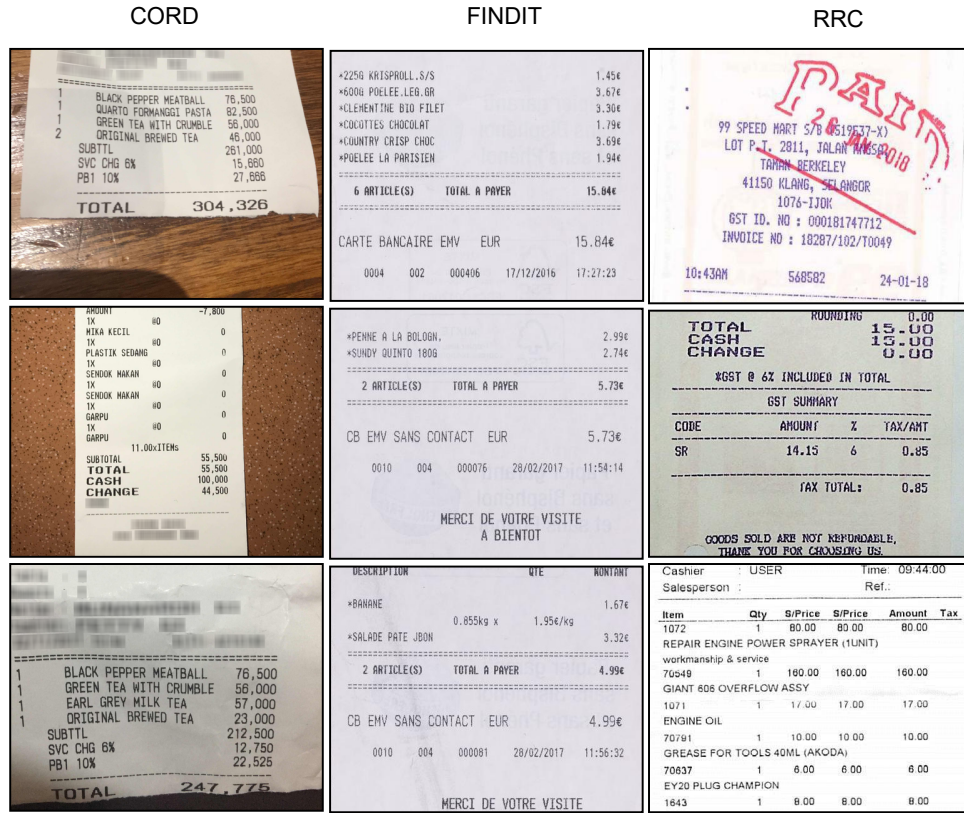 CORD
FINDIT
RRC
1 BLACK PEPPER MEATBALL 76,500
1 QUARTO FORMANGGI PASTA 82,500
1 GREEN TEA WITH CRUMBLE 56,000
2 ORIGINAL BREWED TEA 46,000
SUBTTL 261,000
SVC CHG 6% 15,660
PB1 10% 27,666
TOTAL 304,326
*225G KRISPROLL.S/S 1.45€
*600G POELEE.LEG.GR 3.67€
*CLEMENTINE BIO FILET 3.30€
*COCOTTES CHOCOLAT 1.79€
*COUNTRY CRISP CHOC 3.69€
*POELEE LA PARISIEN 1.94€
6 ARTICLE(S) TOTAL A PAYER 15.84€
CARTE BANCAIRE EMV EUR 15.84€
0004 002 000406 17/12/2016 17:27:23
PAID
26 JAN 2018
99 SPEED MART S/B (519537-X)
LOT P.T. 2811, JALAN ANGSA,
TAMAN BERKELEY
41150 KLANG, SELANGOR
1076-IJOK
GST ID. NO : 000181747712
INVOICE NO : 18287/102/T0049
10:43AM 568582 24-01-18
AMOUNT -7,800
1X @0
MIKA KECIL 0
1X @0
PLASTIK SEDANG 0
1X @0
SENDOK MAKAN 0
1X @0
SENDOK MAKAN 0
1X @0
GARPU 0
1X @0
GARPU 0
11.00xITEMs
SUBTOTAL 55,500
TOTAL 55,500
CASH 100,000
CHANGE 44,500
*PENNE A LA BOLOGN. 2.99€
*SUNDY QUINTO 180G 2.74€
2 ARTICLE(S) TOTAL A PAYER 5.73€
CB EMV SANS CONTACT EUR 5.73€
0010 004 000076 28/02/2017 11:54:14
MERCI DE VOTRE VISITE
A BIENTOT
ROUNDING 0.00
TOTAL 15.00
CASH 15.00
CHANGE 0.00
*GST @ 6% INCLUDED IN TOTAL
GST SUMMARY
CODE AMOUNT % TAX/AMT
SR 14.15 6 0.85
TAX TOTAL: 0.85
GOODS SOLD ARE NOT REFUNDABLE,
THANK YOU FOR CHOOSING US.
1 BLACK PEPPER MEATBALL 76,500
1 GREEN TEA WITH CRUMBLE 56,000
1 EARL GREY MILK TEA 57,000
1 ORIGINAL BREWED TEA 23,000
SUBTTL 212,500
SVC CHG 6% 12,750
PB1 10% 22,525
TOTAL 247,775
DESCRIPTION QTE MONTANT
*BANANE 1.67€
0.855kg x 1.95€/kg
*SALADE PATE JBON 3.32€
2 ARTICLE(S) TOTAL A PAYER 4.99€
CB EMV SANS CONTACT EUR 4.99€
0010 004 000081 28/02/2017 11:56:32
MERCI DE VOTRE VISITE
Cashier : USER Time: 09:44:00
Salesperson : Ref.:
Item Qty S/Price S/Price Amount Tax
1072 1 80.00 80.00 80.00
REPAIR ENGINE POWER SPRAYER (1UNIT)
workmanship & service
70549 1 160.00 160.00 160.00
GIANT 606 OVERFLOW ASSY
1071 1 17.00 17.00 17.00
ENGINE OIL
70791 1 10.00 10.00 10.00
GREASE FOR TOOLS 40ML (AKODA)
70637 1 6.00 6.00 6.00
EY20 PLUG CHAMPION
1643 1 8.00 8.00 8.00